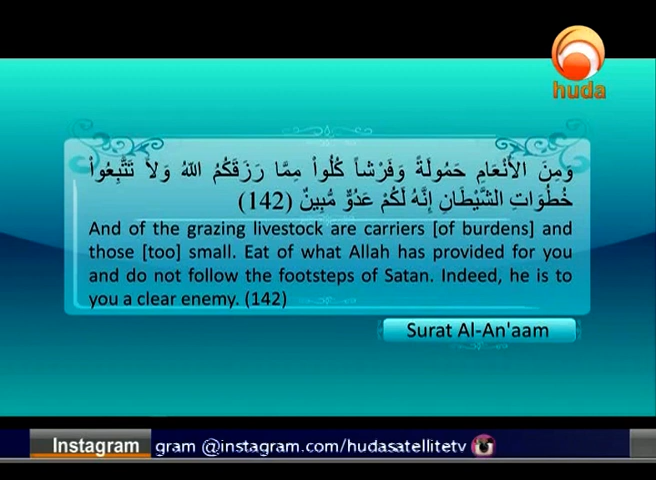 huda
وَمِنَ الأَنْعَامِ حَمُولَةً وَفَرْشاً كُلُواْ مِمَّا رَزَقَكُمُ اللهُ وَلاَ تَتَّبِعُواْ
خُطُوَاتِ الشَّيْطَانِ إِنَّهُ لَكُمْ عَدُوٌّ مُّبِينٌ (142)
And of the grazing livestock are carriers [of burdens] and
those [too] small. Eat of what Allah has provided for you
and do not follow the footsteps of Satan. Indeed, he is to
you a clear enemy. (142)
Surat Al-An'aam
Instagram gram @instagram.com/hudasatellitetv